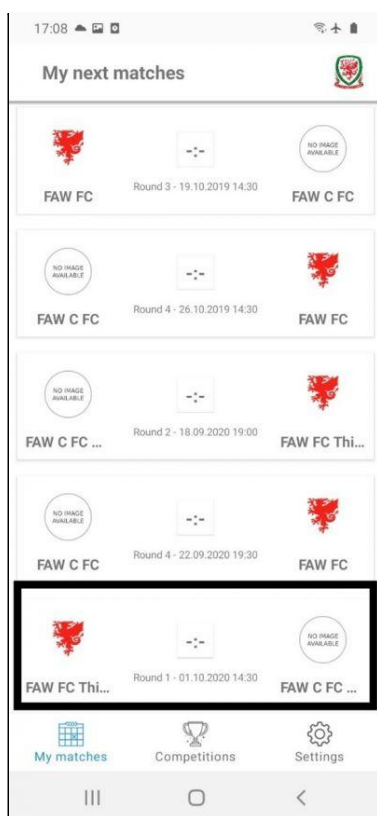 17:08
My next matches
-:-
NO IMAGE
AVAILABLE
Round 3 - 19.10.2019 14:30
FAW FC
FAW C FC
NO IMAGE
AVAILABLE
-:-
Round 4 - 26.10.2019 14:30
FAW C FC
FAW FC
NO IMAGE
AVAILABLE
-:-
Round 2 - 18.09.2020 19:00
FAW C FC ...
FAW FC Thi...
NO IMAGE
AVAILABLE
-:-
Round 4 - 22.09.2020 19:30
FAW C FC
FAW FC
-:-
NO IMAGE
AVAILABLE
Round 1 - 01.10.2020 14:30
FAW FC Thi...
FAW C FC ...
My matches
Competitions
Settings